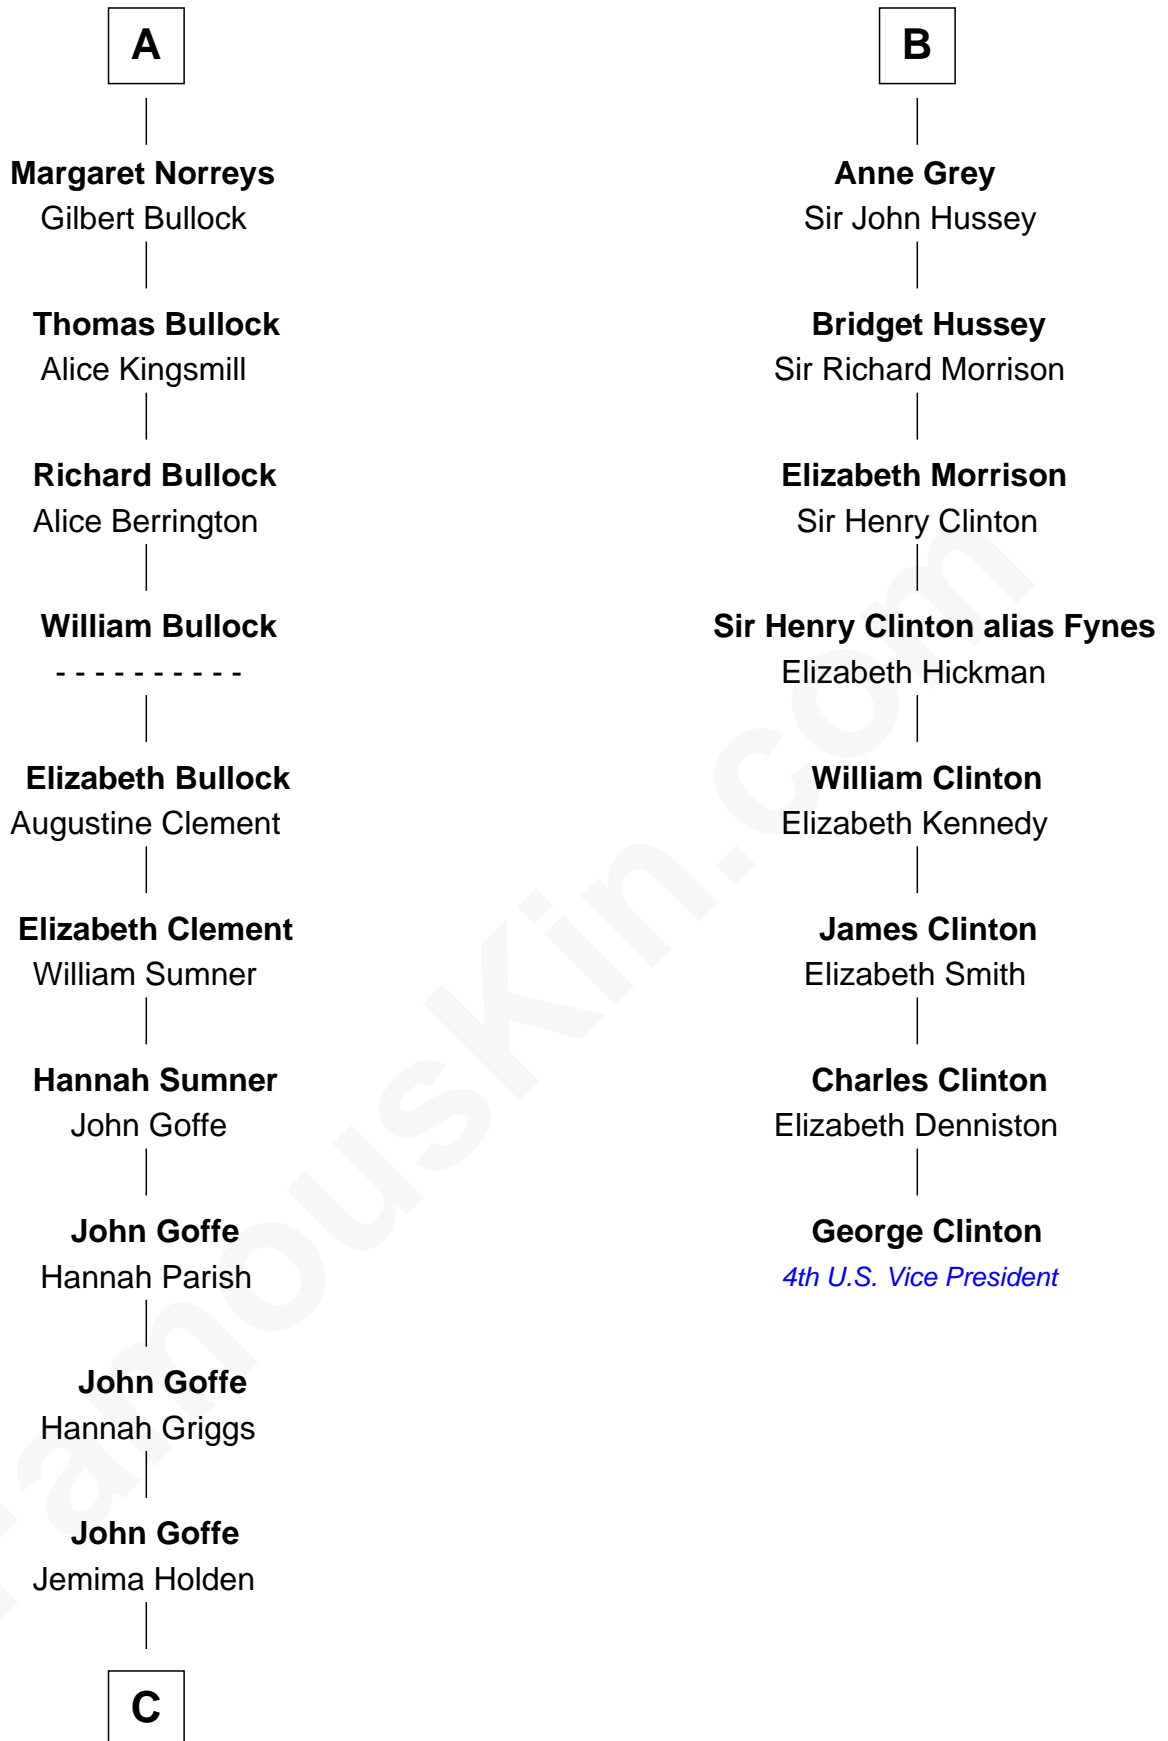 A
Margaret Norreys
Gilbert Bullock
Thomas Bullock
Alice Kingsmill
Richard Bullock
Alice Berrington
William Bullock
- - - - - - - - - -
Elizabeth Bullock
Augustine Clement
Elizabeth Clement
William Sumner
Hannah Sumner
John Goffe
John Goffe
Hannah Parish
John Goffe
Hannah Griggs
John Goffe
Jemima Holden
C
B
Anne Grey
Sir John Hussey
Bridget Hussey
Sir Richard Morrison
Elizabeth Morrison
Sir Henry Clinton
Sir Henry Clinton alias Fynes
Elizabeth Hickman
William Clinton
Elizabeth Kennedy
James Clinton
Elizabeth Smith
Charles Clinton
Elizabeth Denniston
George Clinton
4th U.S. Vice President
FamousKin.com